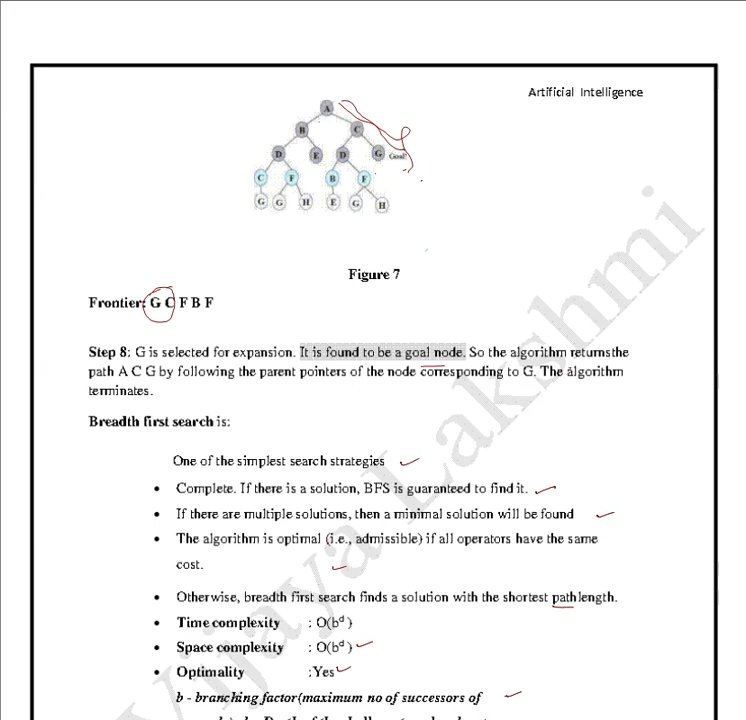 Artificial Intelligence
A
B C
D E D G Goal!
C F B F
G G H E G H
Figure 7
Frontier: G C F B F
Step 8: G is selected for expansion. It is found to be a goal node. So the algorithm returnsthe
path A C G by following the parent pointers of the node corresponding to G. The algorithm
terminates.
Breadth first search is:
One of the simplest search strategies
• Complete. If there is a solution, BFS is guaranteed to find it.
• If there are multiple solutions, then a minimal solution will be found
• The algorithm is optimal (i.e., admissible) if all operators have the same
cost.
• Otherwise, breadth first search finds a solution with the shortest path length.
• Time complexity : O(b^d )
• Space complexity : O(b^d )
• Optimality :Yes
b - branching factor(maximum no of successors of
Vijaya Lakshmi